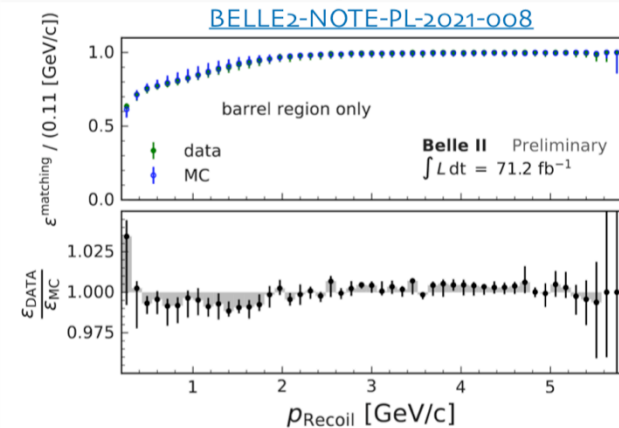 BELLE2-NOTE-PL-2021-008
ε^matching / (0.11 [GeV/c])
1.0
0.5
0.0
barrel region only
data
MC
Belle II Preliminary
∫L dt = 71.2 fb⁻¹
ε_DATA
ε_MC
1.025
1.000
0.975
1 2 3 4 5
p_Recoil [GeV/c]